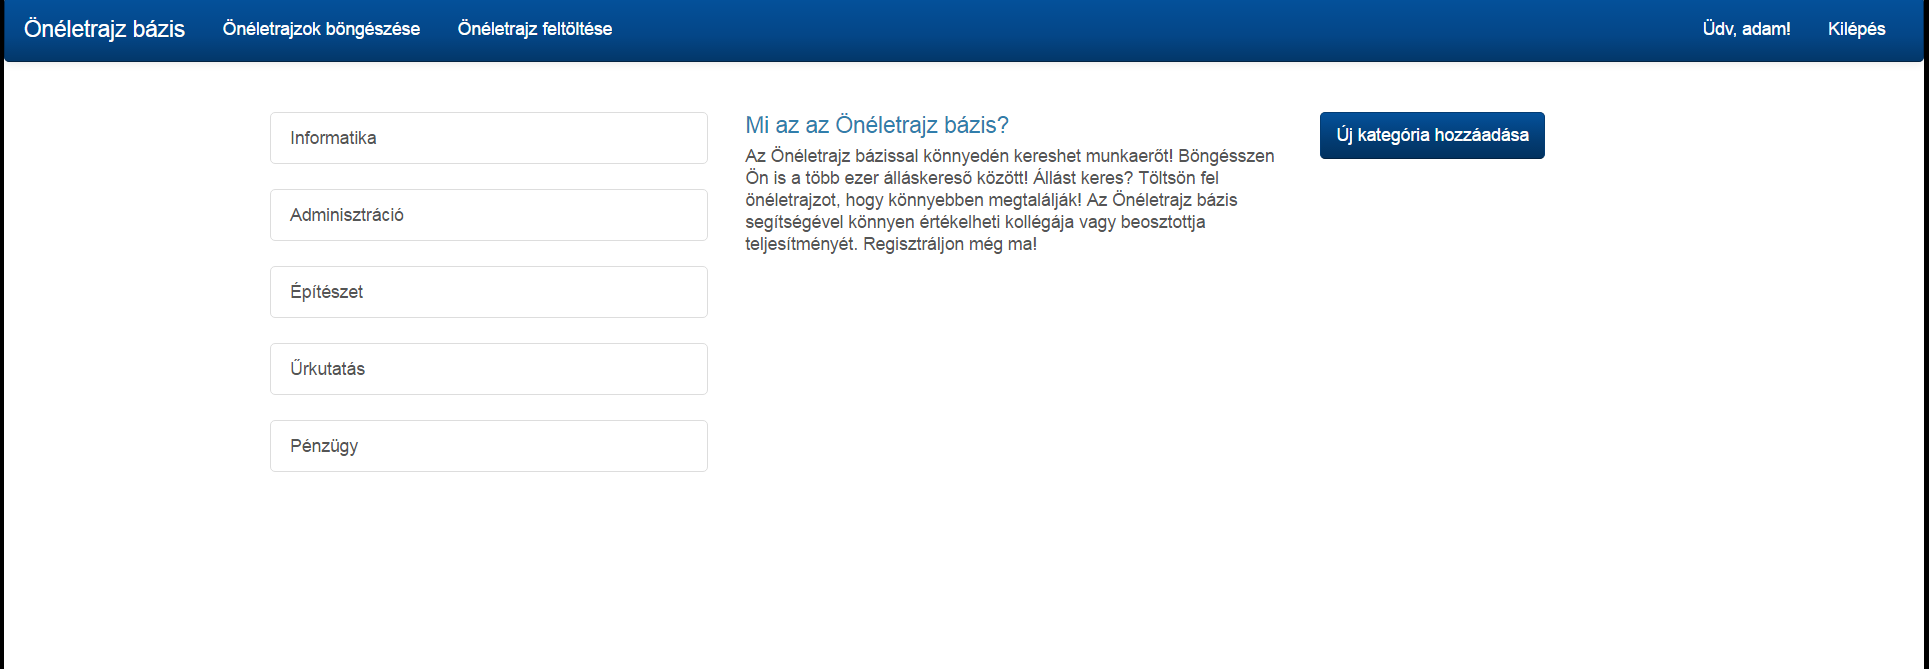 Önéletrajz bázis Önéletrajzok böngészése Önéletrajz feltöltése Üdv, adam! Kilépés
Informatika
Adminisztráció
Építészet
Űrkutatás
Pénzügy
Mi az az Önéletrajz bázis?
Az Önéletrajz bázissal könnyedén kereshet munkaerőt! Böngésszen
Ön is a több ezer álláskereső között! Állást keres? Töltsön fel
önéletrajzot, hogy könnyebben megtalálják! Az Önéletrajz bázis
segítségével könnyen értékelheti kollégája vagy beosztottja
teljesítményét. Regisztráljon még ma!
Új kategória hozzáadása